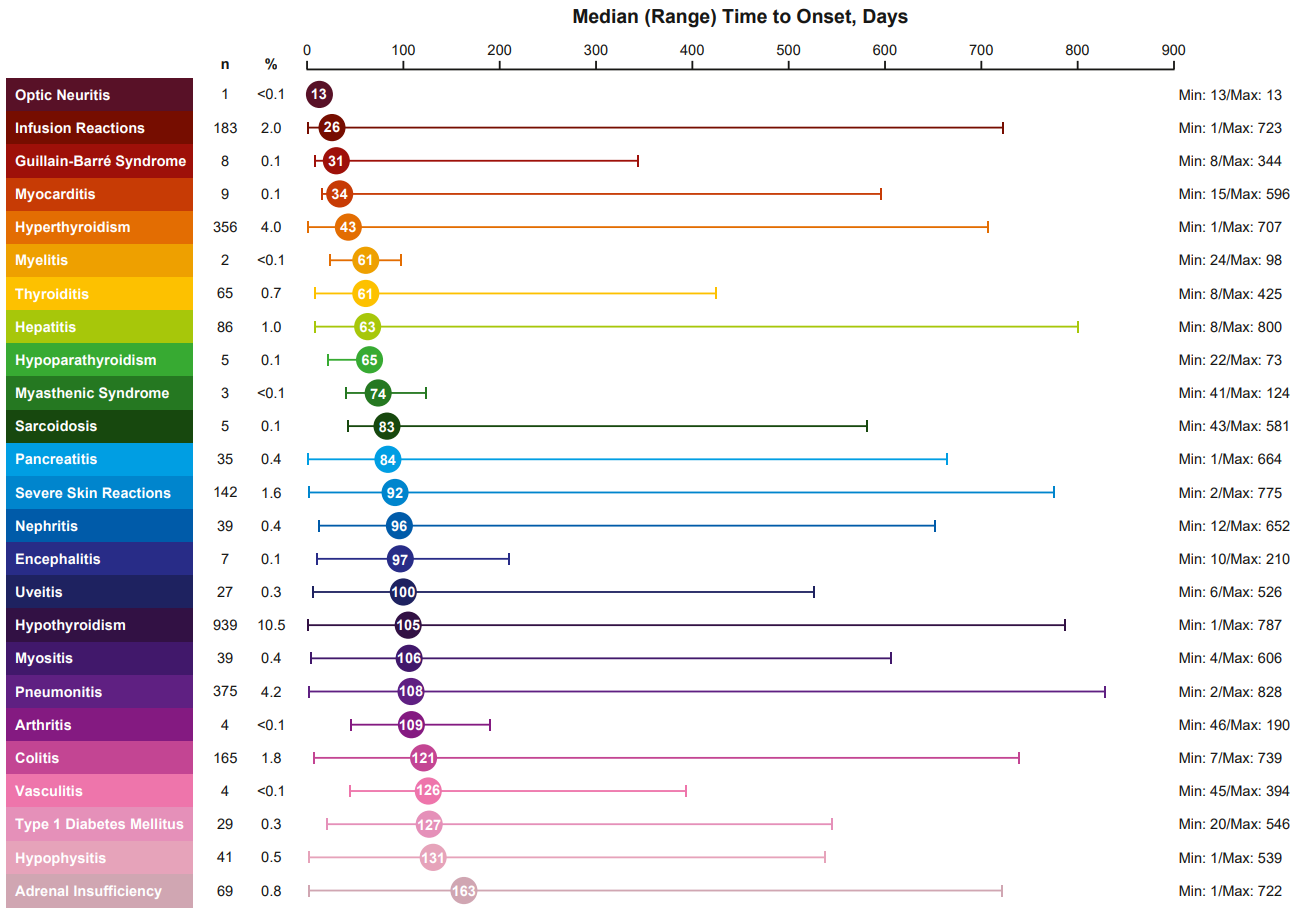 Median (Range) Time to Onset, Days
0 100 200 300 400 500 600 700 800 900
n %
Optic Neuritis 1 <0.1 13 Min: 13/Max: 13
Infusion Reactions 183 2.0 26 Min: 1/Max: 723
Guillain-Barré Syndrome 8 0.1 31 Min: 8/Max: 344
Myocarditis 9 0.1 34 Min: 15/Max: 596
Hyperthyroidism 356 4.0 43 Min: 1/Max: 707
Myelitis 2 <0.1 61 Min: 24/Max: 98
Thyroiditis 65 0.7 61 Min: 8/Max: 425
Hepatitis 86 1.0 63 Min: 8/Max: 800
Hypoparathyroidism 5 0.1 65 Min: 22/Max: 73
Myasthenic Syndrome 3 <0.1 74 Min: 41/Max: 124
Sarcoidosis 5 0.1 83 Min: 43/Max: 581
Pancreatitis 35 0.4 84 Min: 1/Max: 664
Severe Skin Reactions 142 1.6 92 Min: 2/Max: 775
Nephritis 39 0.4 96 Min: 12/Max: 652
Encephalitis 7 0.1 97 Min: 10/Max: 210
Uveitis 27 0.3 100 Min: 6/Max: 526
Hypothyroidism 939 10.5 105 Min: 1/Max: 787
Myositis 39 0.4 106 Min: 4/Max: 606
Pneumonitis 375 4.2 108 Min: 2/Max: 828
Arthritis 4 <0.1 109 Min: 46/Max: 190
Colitis 165 1.8 121 Min: 7/Max: 739
Vasculitis 4 <0.1 126 Min: 45/Max: 394
Type 1 Diabetes Mellitus 29 0.3 127 Min: 20/Max: 546
Hypophysitis 41 0.5 131 Min: 1/Max: 539
Adrenal Insufficiency 69 0.8 163 Min: 1/Max: 722